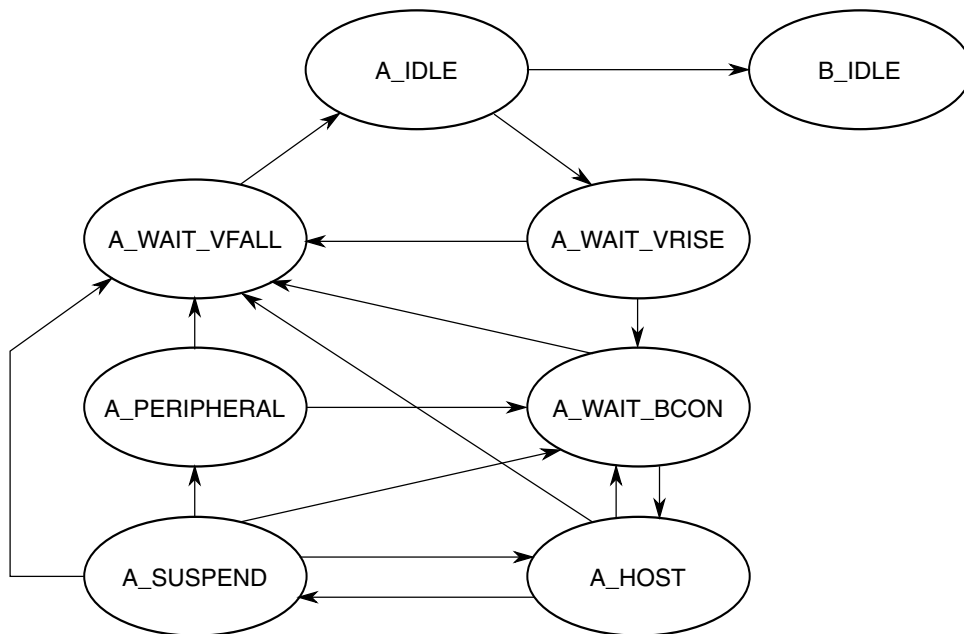 A_IDLE
B_IDLE
A_WAIT_VFALL
A_WAIT_VRISE
A_PERIPHERAL
A_WAIT_BCON
A_SUSPEND
A_HOST